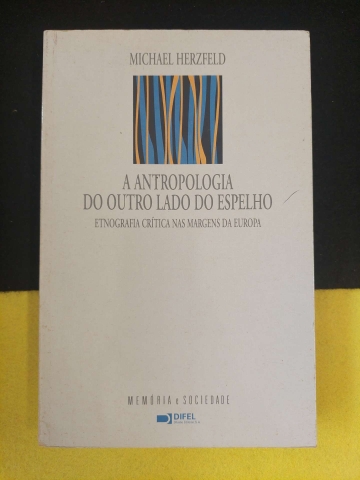 MICHAEL HERZFELD
A ANTROPOLOGIA
DO OUTRO LADO DO ESPELHO
ETNOGRAFIA CRÍTICA NAS MARGENS DA EUROPA
MEMÓRIA e SOCIEDADE
DIFEL